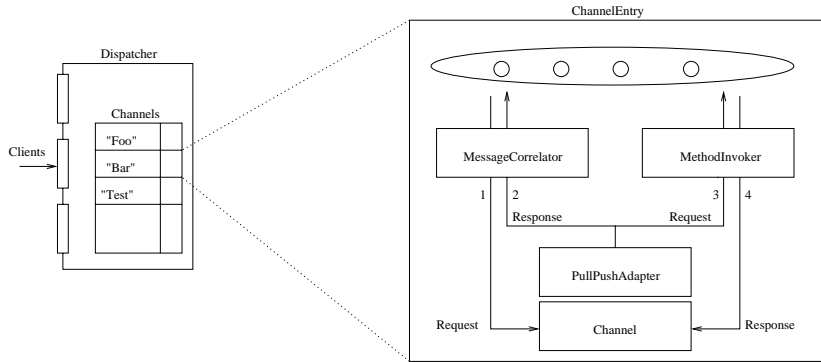 ChannelEntry
Dispatcher
Channels
"Foo"
Clients
"Bar"
"Test"
MessageCorrelator
MethodInvoker
1 2 3 4
Response Request
PullPushAdapter
Request Channel Response